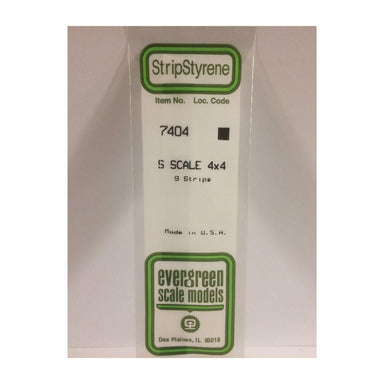 StripStyrene
Item No. Loc. Code
7404
S SCALE 4x4
9 Strips
Made in U.S.A.
evergreen
scale models
Des Plaines, IL 60018